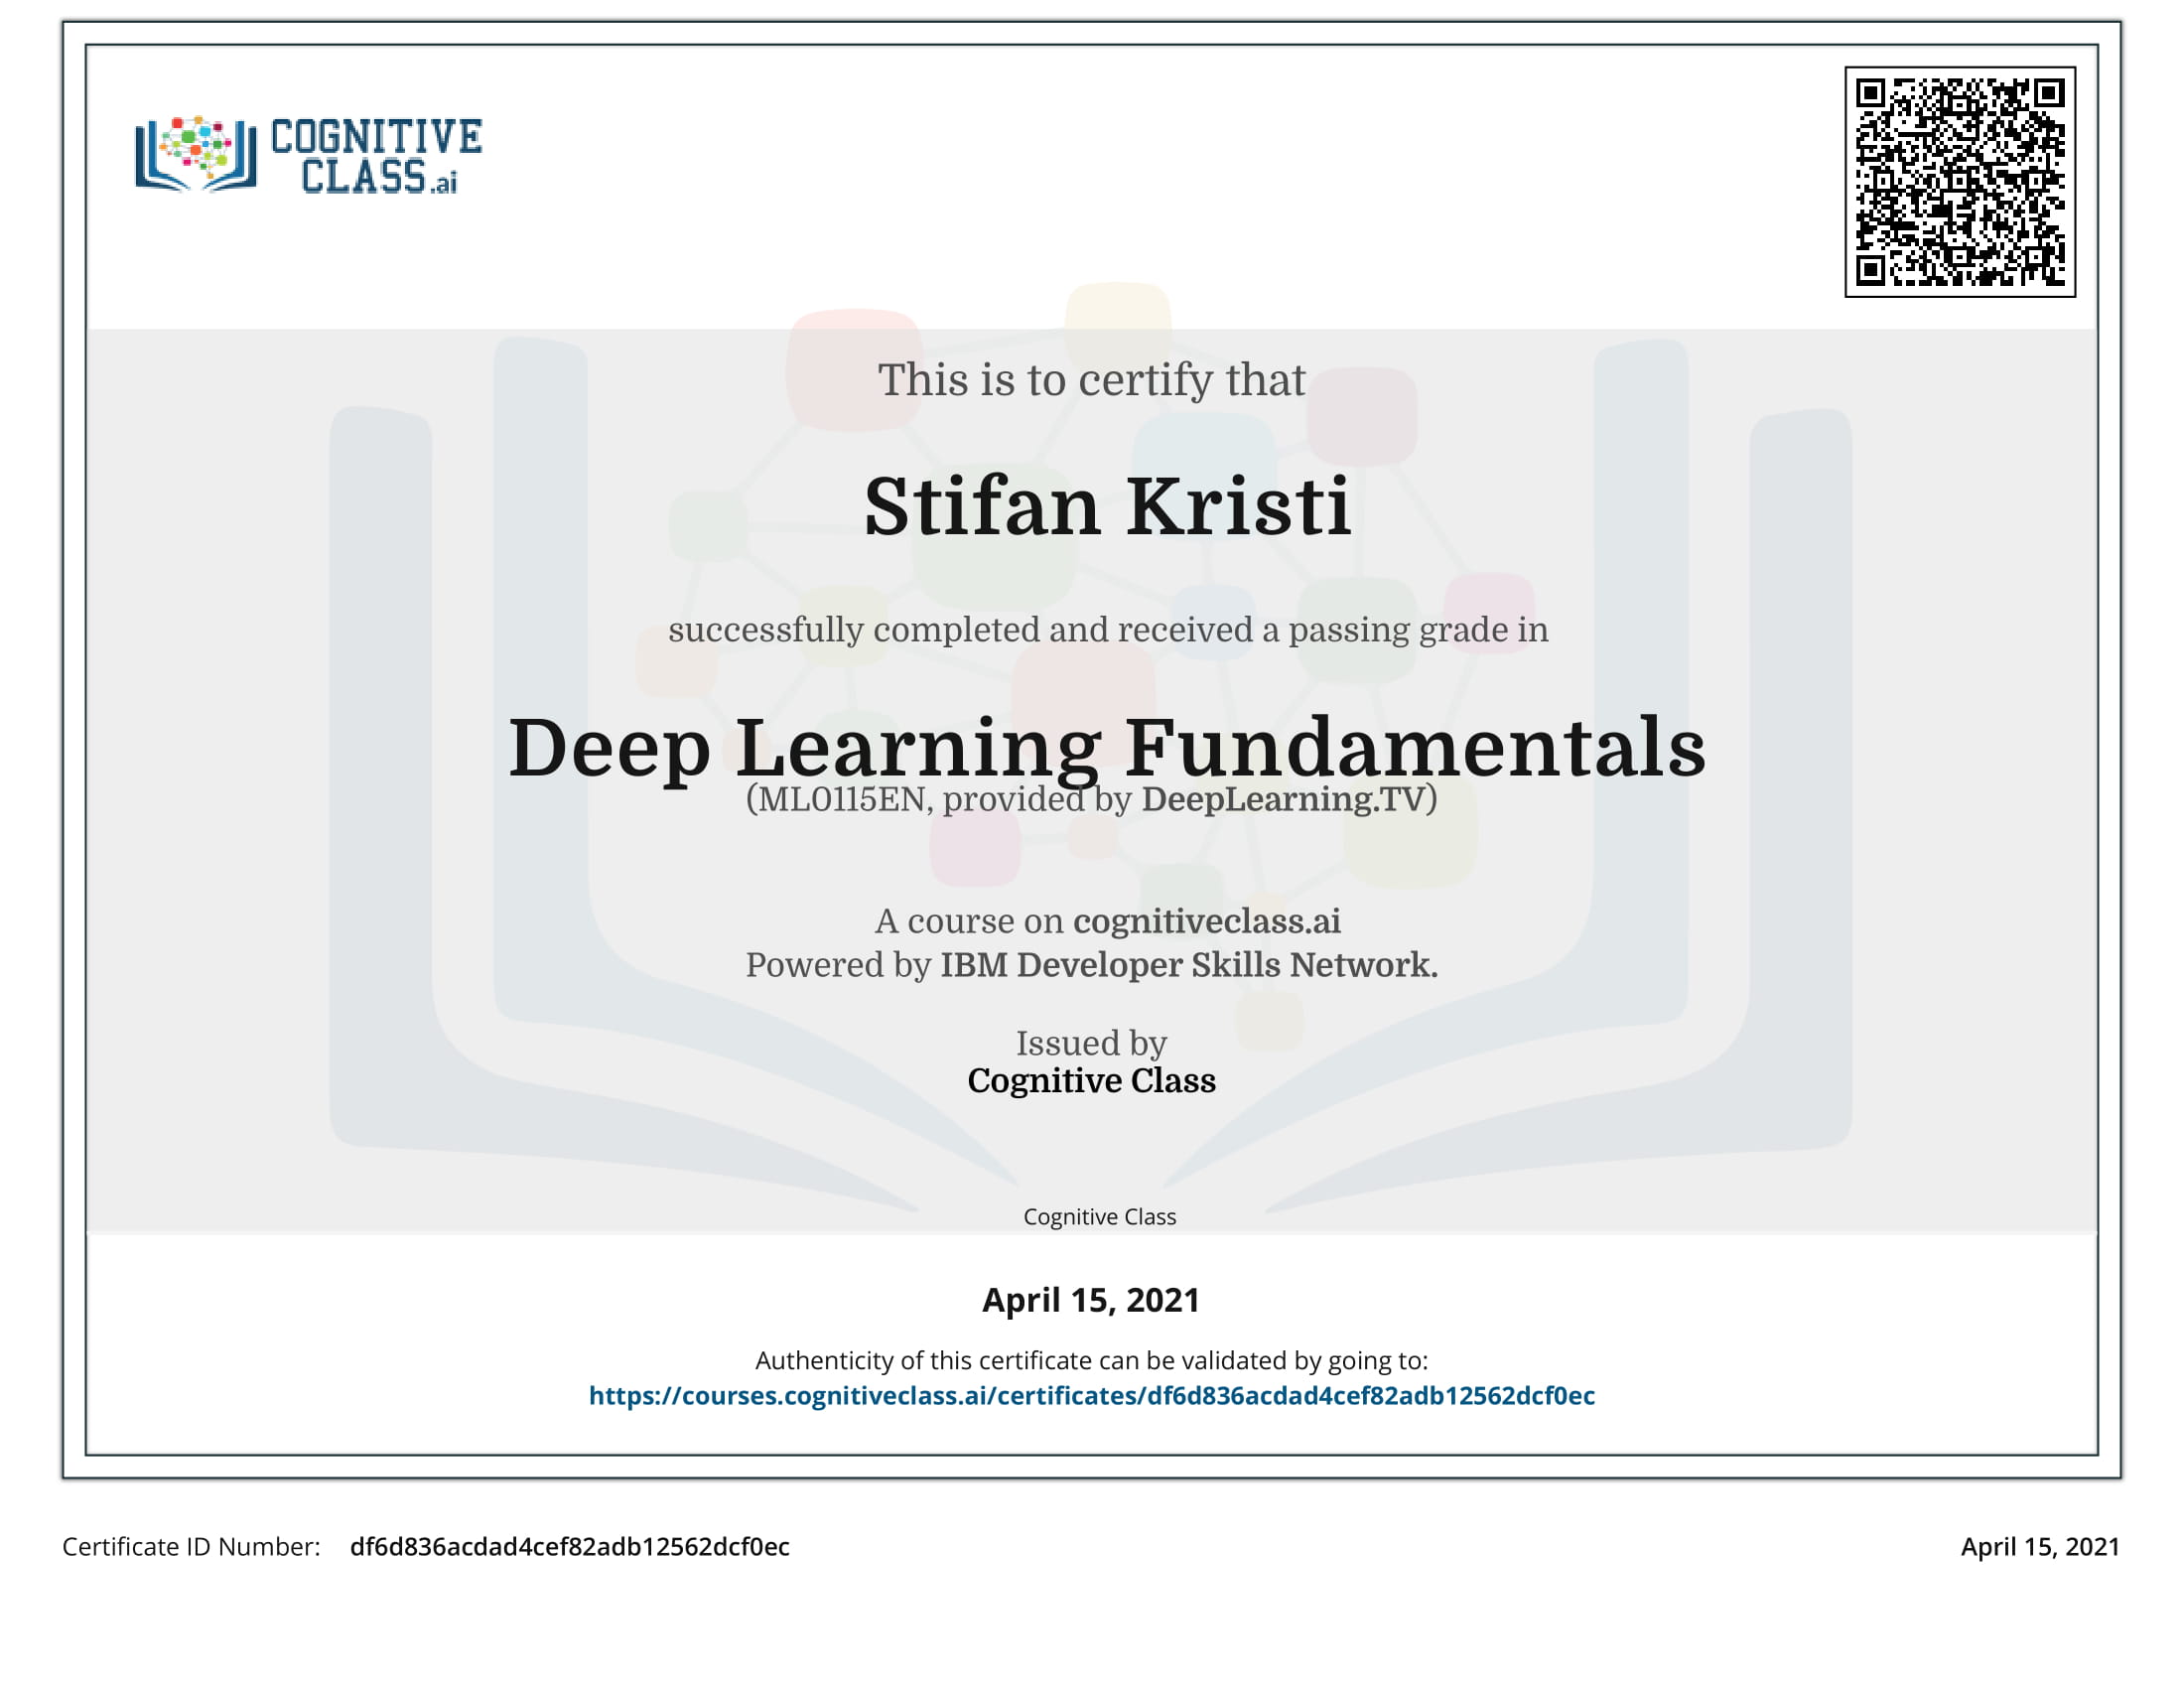 COGNITIVE
CLASS.ai
This is to certify that
Stifan Kristi
successfully completed and received a passing grade in
Deep Learning Fundamentals
(ML0115EN, provided by DeepLearning.TV)
A course on cognitiveclass.ai
Powered by IBM Developer Skills Network.
Issued by
Cognitive Class
Cognitive Class
April 15, 2021
Authenticity of this certificate can be validated by going to:
https://courses.cognitiveclass.ai/certificates/df6d836acdad4cef82adb12562dcf0ec
Certificate ID Number: df6d836acdad4cef82adb12562dcf0ec
April 15, 2021